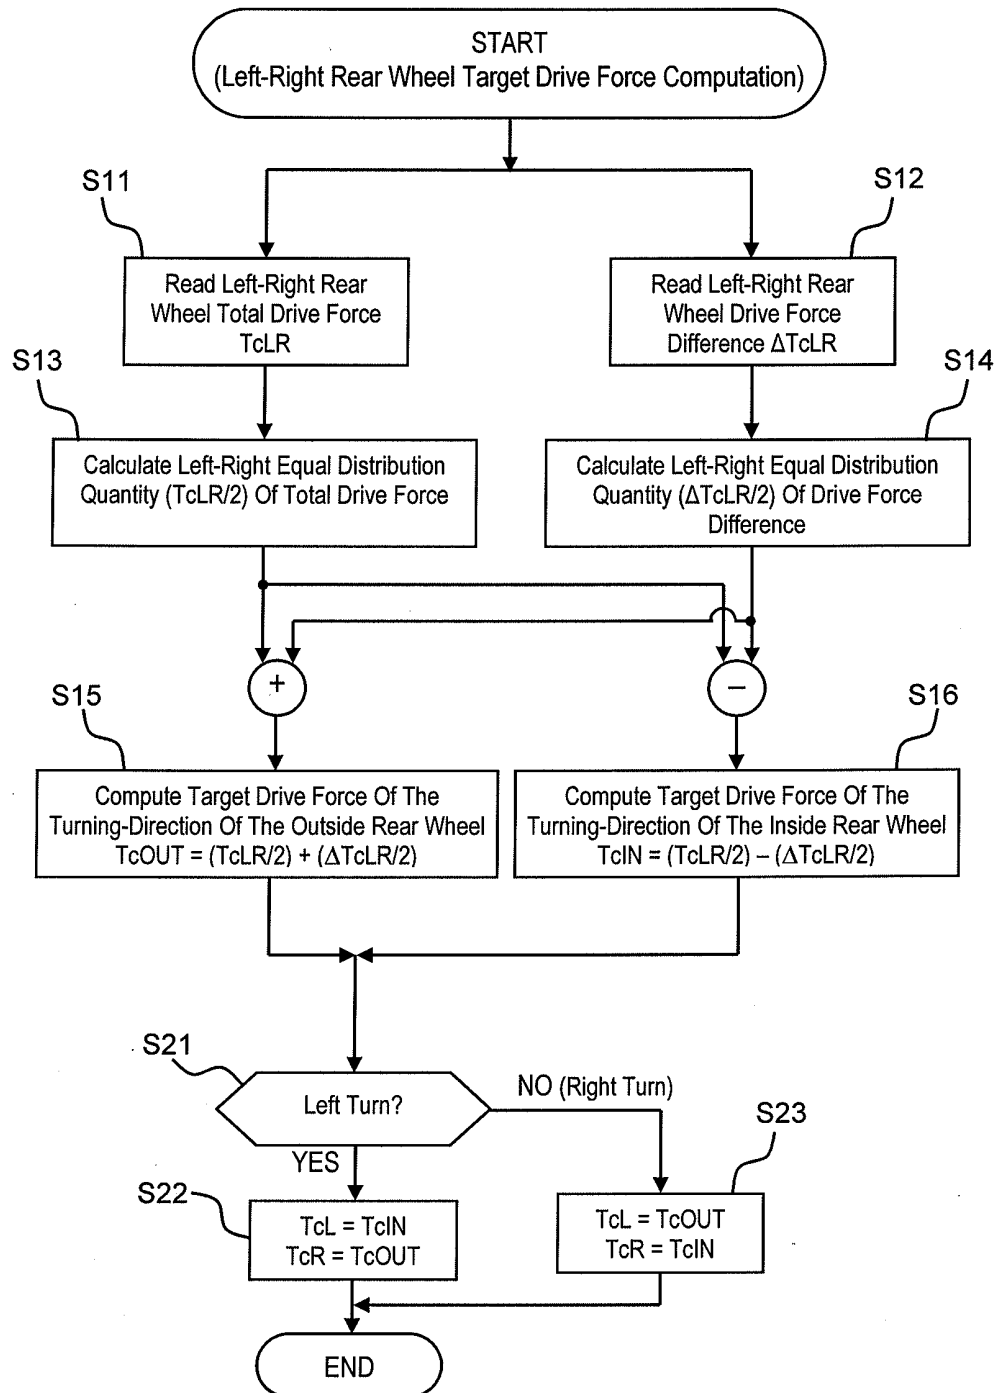 START
(Left-Right Rear Wheel Target Drive Force Computation)
S11
S12
Read Left-Right Rear
Wheel Total Drive Force
TcLR
Read Left-Right Rear
Wheel Drive Force
Difference ΔTcLR
S13
S14
Calculate Left-Right Equal Distribution
Quantity (TcLR/2) Of Total Drive Force
Calculate Left-Right Equal Distribution
Quantity (ΔTcLR/2) Of Drive Force
Difference
+
−
S15
S16
Compute Target Drive Force Of The
Turning-Direction Of The Outside Rear Wheel
TcOUT = (TcLR/2) + (ΔTcLR/2)
Compute Target Drive Force Of The
Turning-Direction Of The Inside Rear Wheel
TcIN = (TcLR/2) − (ΔTcLR/2)
S21
Left Turn?
NO (Right Turn)
YES
S23
S22
TcL = TcIN
TcR = TcOUT
TcL = TcOUT
TcR = TcIN
END